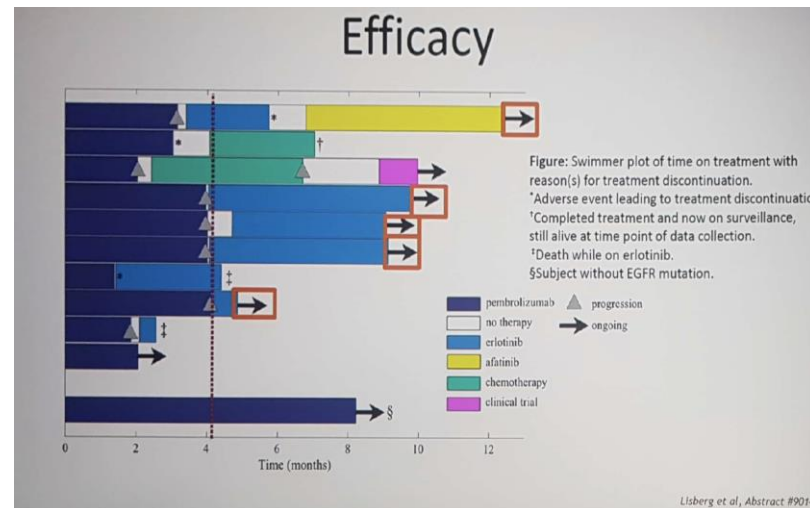 Efficacy
*
*
†
*
‡
‡
§
0 2 4 6 8 10 12
Time (months)
Figure: Swimmer plot of time on treatment with
reason(s) for treatment discontinuation.
*Adverse event leading to treatment discontinuatio
†Completed treatment and now on surveillance,
still alive at time point of data collection.
‡Death while on erlotinib.
§Subject without EGFR mutation.
pembrolizumab progression
no therapy ongoing
erlotinib
afatinib
chemotherapy
clinical trial
Lisberg et al, Abstract #901